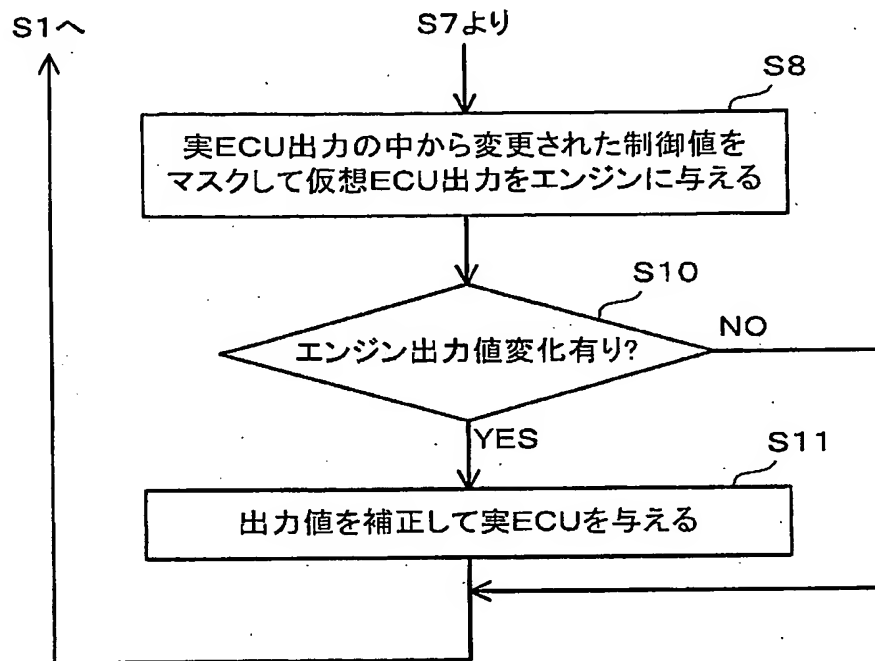 S1へ
S7より
S8
実ECU出力の中から変更された制御値を
マスクして仮想ECU出力をエンジンに与える
S10
エンジン出力値変化有り?
NO
YES
S11
出力値を補正して実ECUを与える